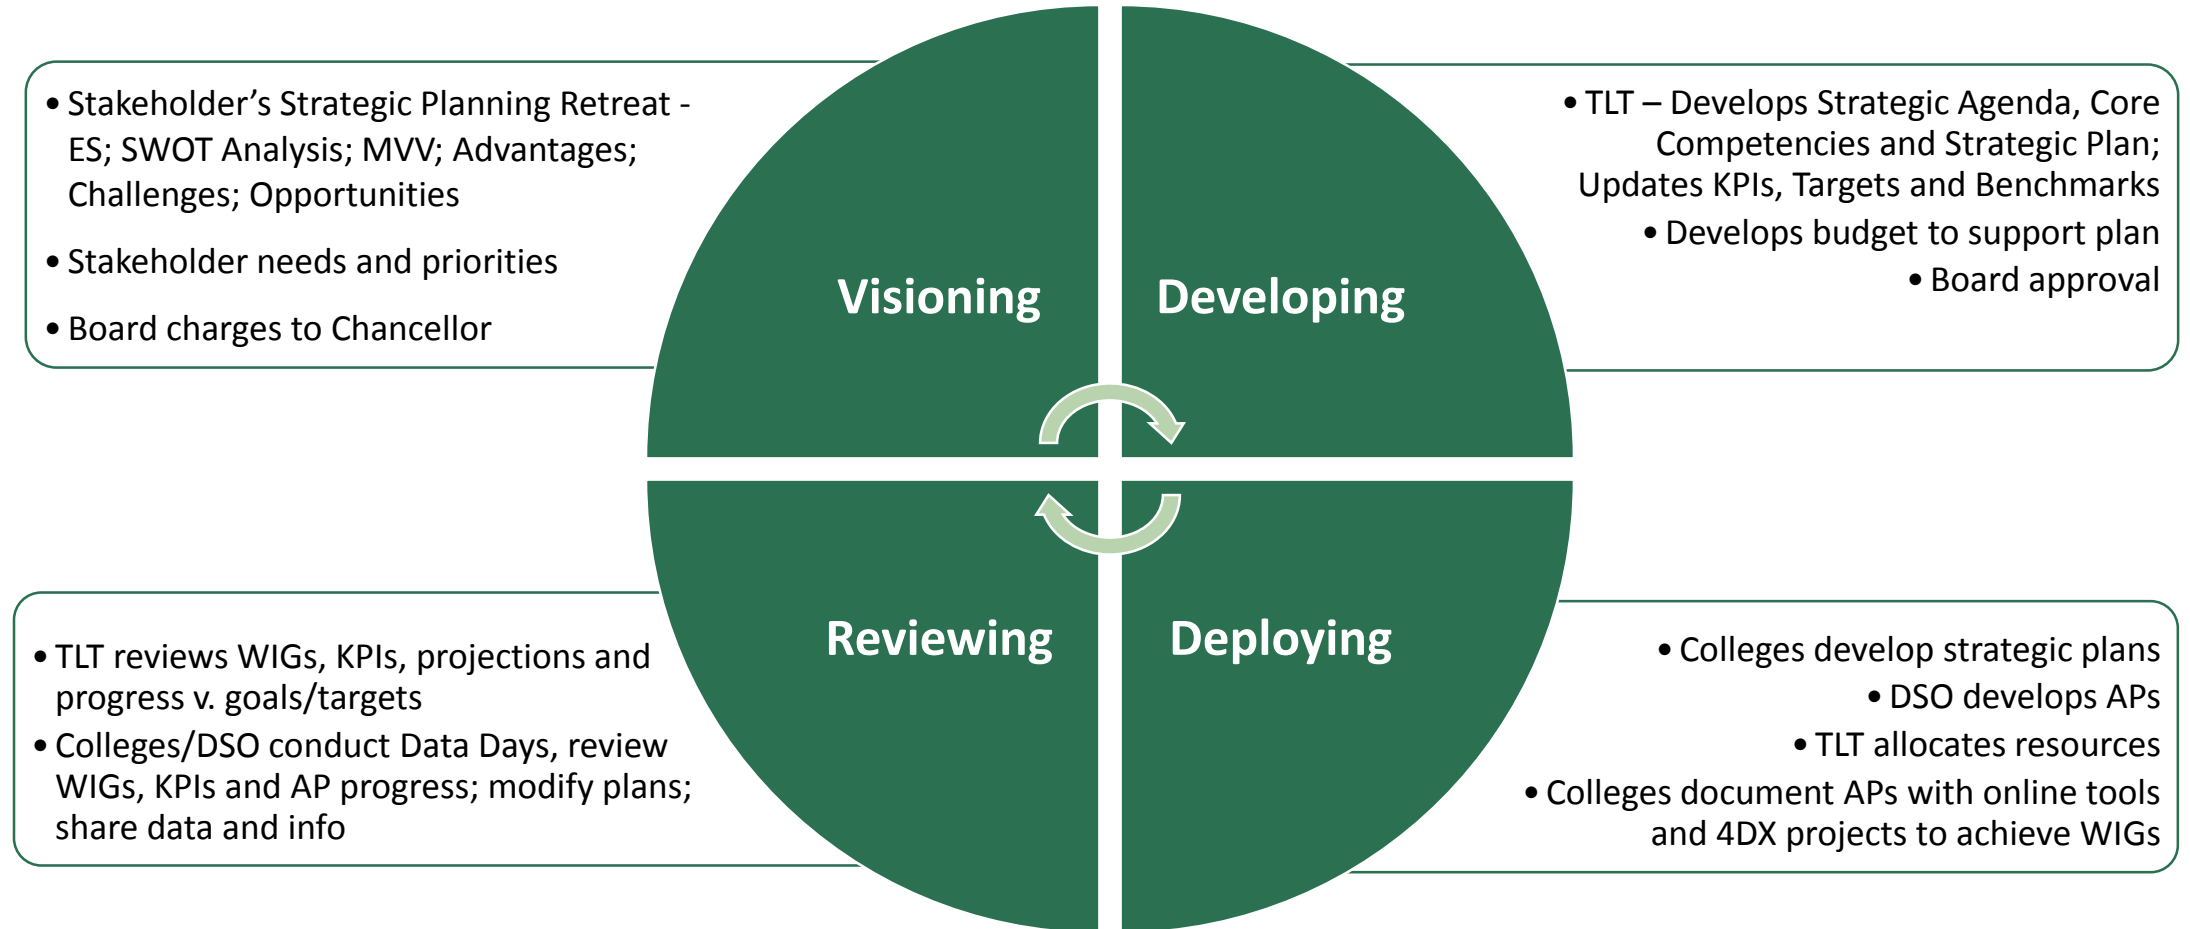 • Stakeholder’s Strategic Planning Retreat -
ES; SWOT Analysis; MVV; Advantages;
Challenges; Opportunities
• Stakeholder needs and priorities
• Board charges to Chancellor
Visioning
Developing
• TLT – Develops Strategic Agenda, Core
Competencies and Strategic Plan;
Updates KPIs, Targets and Benchmarks
• Develops budget to support plan
• Board approval
• TLT reviews WIGs, KPIs, projections and
progress v. goals/targets
• Colleges/DSO conduct Data Days, review
WIGs, KPIs and AP progress; modify plans;
share data and info
Reviewing
Deploying
• Colleges develop strategic plans
• DSO develops APs
• TLT allocates resources
• Colleges document APs with online tools
and 4DX projects to achieve WIGs